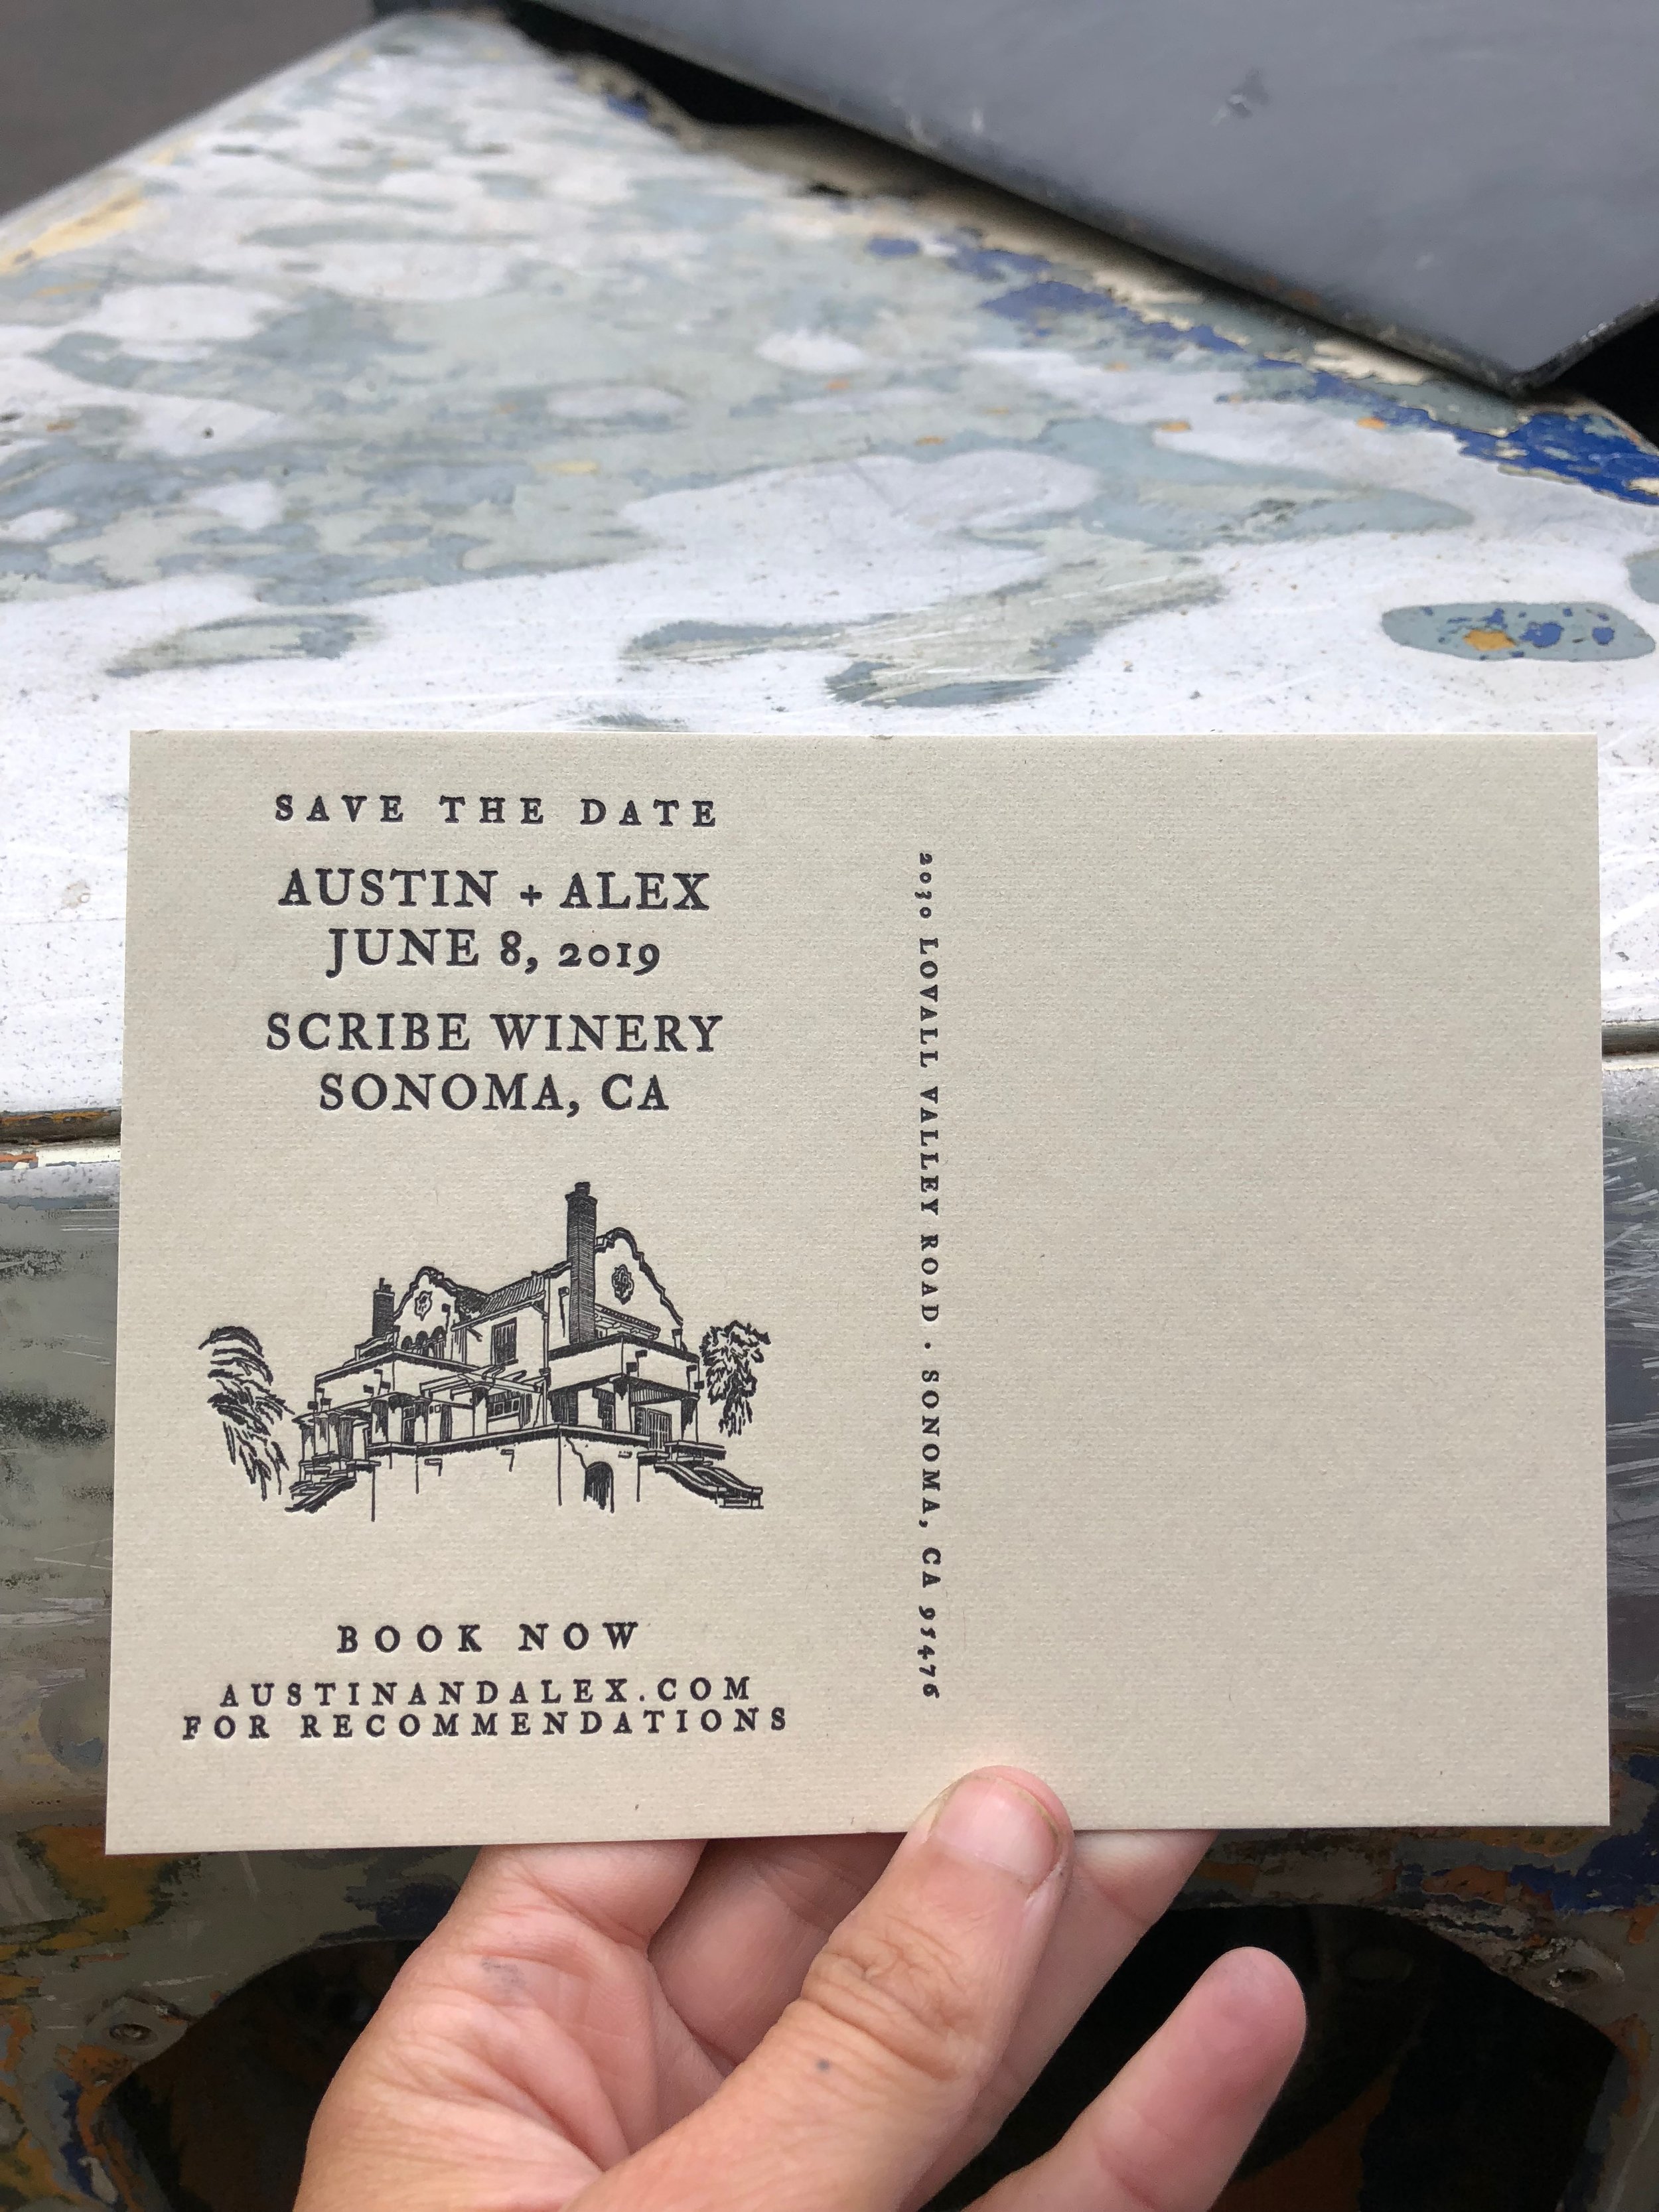 SAVE THE DATE
AUSTIN + ALEX
JUNE 8, 2019
SCRIBE WINERY
SONOMA, CA
BOOK NOW
AUSTINANDALEX.COM
FOR RECOMMENDATIONS
2030 LOVALL VALLEY ROAD • SONOMA, CA 95476